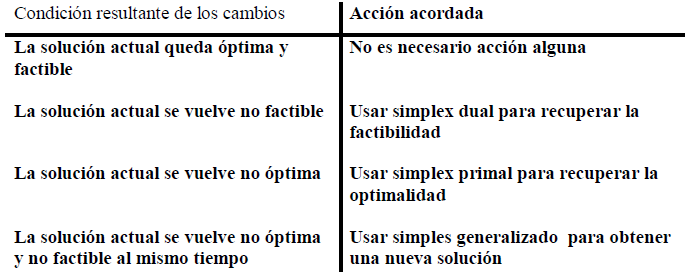 Condición resultante de los cambios
Acción acordada
La solución actual queda óptima y
factible
No es necesario acción alguna
La solución actual se vuelve no factible
Usar simplex dual para recuperar la
factibilidad
La solución actual se vuelve no óptima
Usar simplex primal para recuperar la
optimalidad
La solución actual se vuelve no óptima
y no factible al mismo tiempo
Usar simples generalizado para obtener
una nueva solución